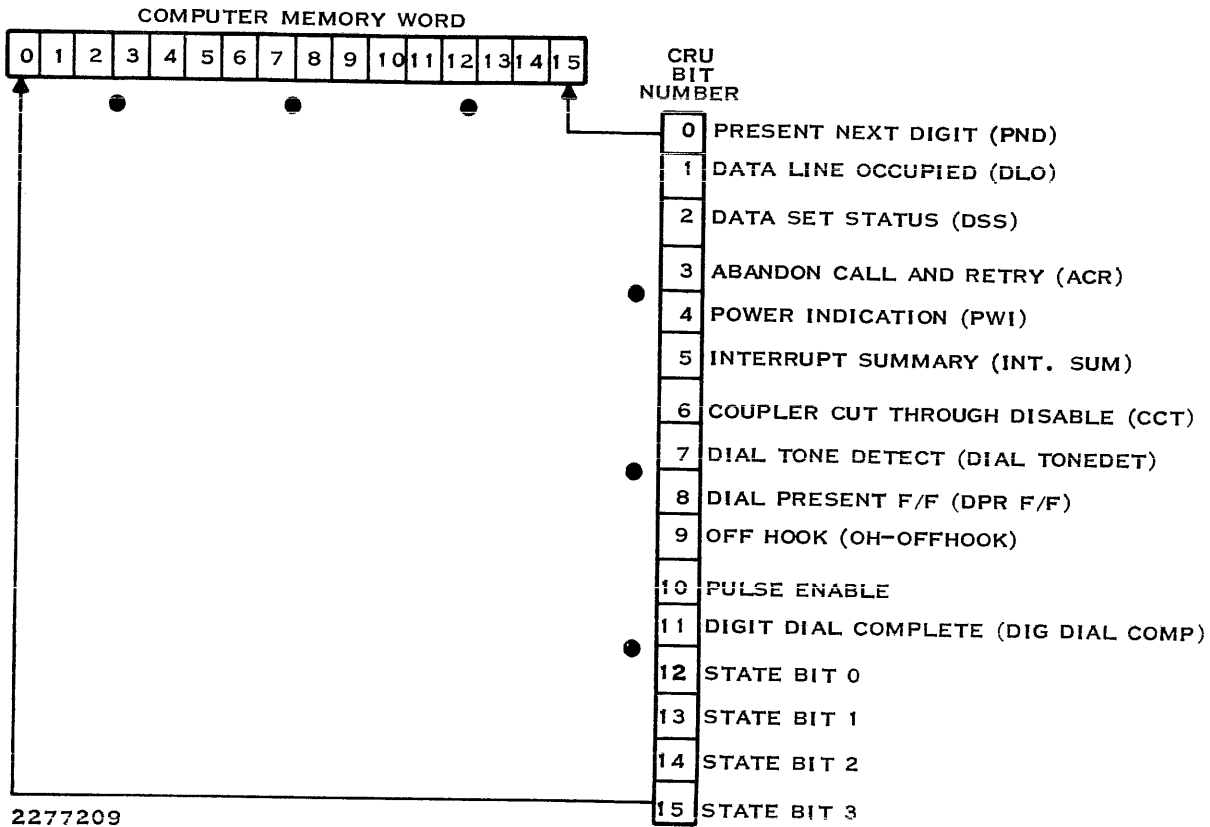 COMPUTER MEMORY WORD
0 1 2 3 4 5 6 7 8 9 10 11 12 13 14 15
CRU
BIT
NUMBER
0 PRESENT NEXT DIGIT (PND)
1 DATA LINE OCCUPIED (DLO)
2 DATA SET STATUS (DSS)
3 ABANDON CALL AND RETRY (ACR)
4 POWER INDICATION (PWI)
5 INTERRUPT SUMMARY (INT. SUM)
6 COUPLER CUT THROUGH DISABLE (CCT)
7 DIAL TONE DETECT (DIAL TONEDET)
8 DIAL PRESENT F/F (DPR F/F)
9 OFF HOOK (OH-OFFHOOK)
10 PULSE ENABLE
11 DIGIT DIAL COMPLETE (DIG DIAL COMP)
12 STATE BIT 0
13 STATE BIT 1
14 STATE BIT 2
15 STATE BIT 3
2277209